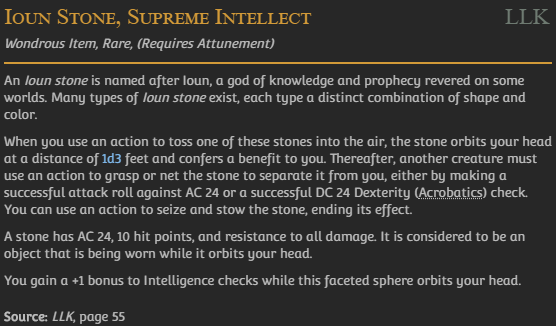 Ioun Stone, Supreme Intellect LLK
Wondrous Item, Rare, (Requires Attunement)
An Ioun stone is named after Ioun, a god of knowledge and prophecy revered on some
worlds. Many types of Ioun stone exist, each type a distinct combination of shape and
color.
When you use an action to toss one of these stones into the air, the stone orbits your head
at a distance of 1d3 feet and confers a benefit to you. Thereafter, another creature must
use an action to grasp or net the stone to separate it from you, either by making a
successful attack roll against AC 24 or a successful DC 24 Dexterity (Acrobatics) check.
You can use an action to seize and stow the stone, ending its effect.
A stone has AC 24, 10 hit points, and resistance to all damage. It is considered to be an
object that is being worn while it orbits your head.
You gain a +1 bonus to Intelligence checks while this faceted sphere orbits your head.
Source: LLK, page 55